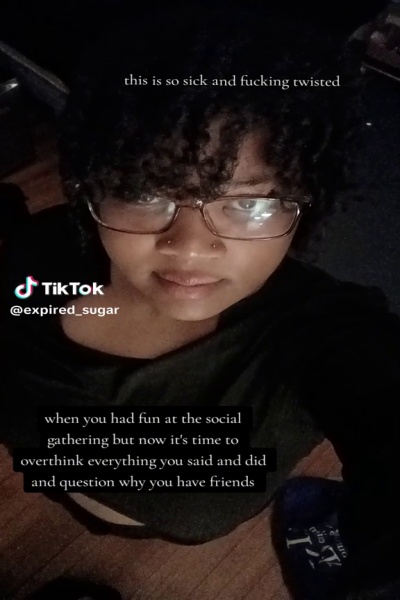 this is so sick and fucking twisted
TikTok
@expired_sugar
when you had fun at the social
gathering but now it's time to
overthink everything you said and did
and question why you have friends